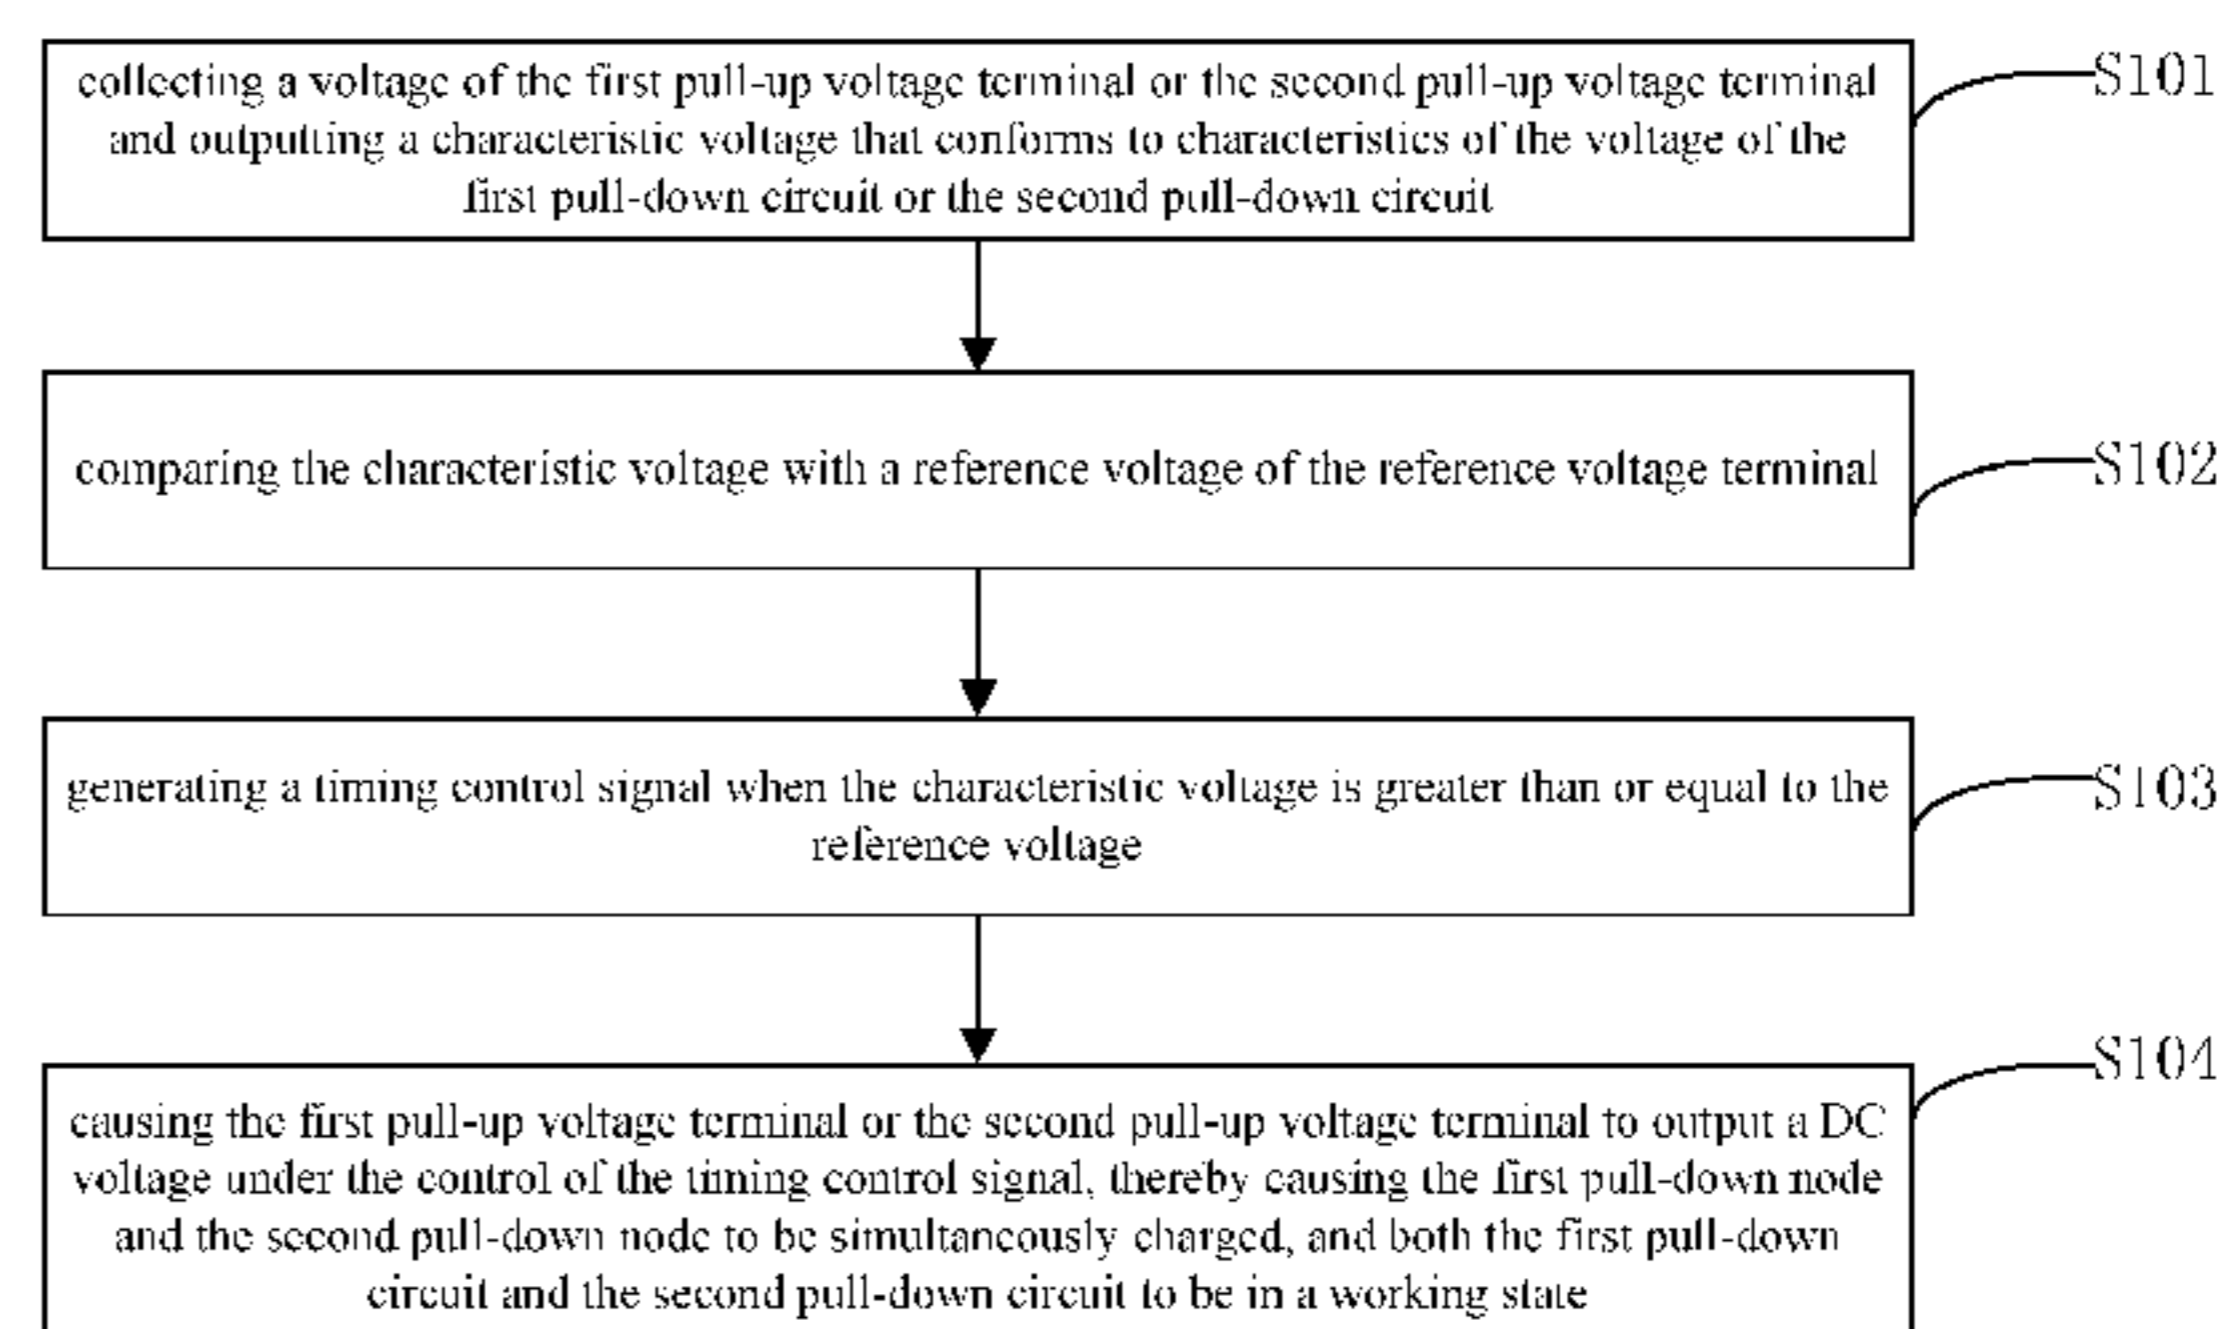 collecting a voltage of the first pull-up voltage terminal or the second pull-up voltage terminal
S101
and outputting a characteristic voltage that conforms to characteristics of the voltage of the
first pull-down circuit or the second pull-down circuit
comparing the characteristic voltage with a reference voltage of the reference voltage terminal
S102
generating a timing control signal when the characteristic voltage is greater than or equal to the
S103
reference voltage
S104
causing the first pull-up voltage terminal or the second pull-up voltage terminal to output a DC
voltage under the control of the timing control signal, thereby causing the first pull-down node
and the second pull-down node to be simultaneously charged, and both the first pull-down
circuit and the second pull-down circuit to be in a working state